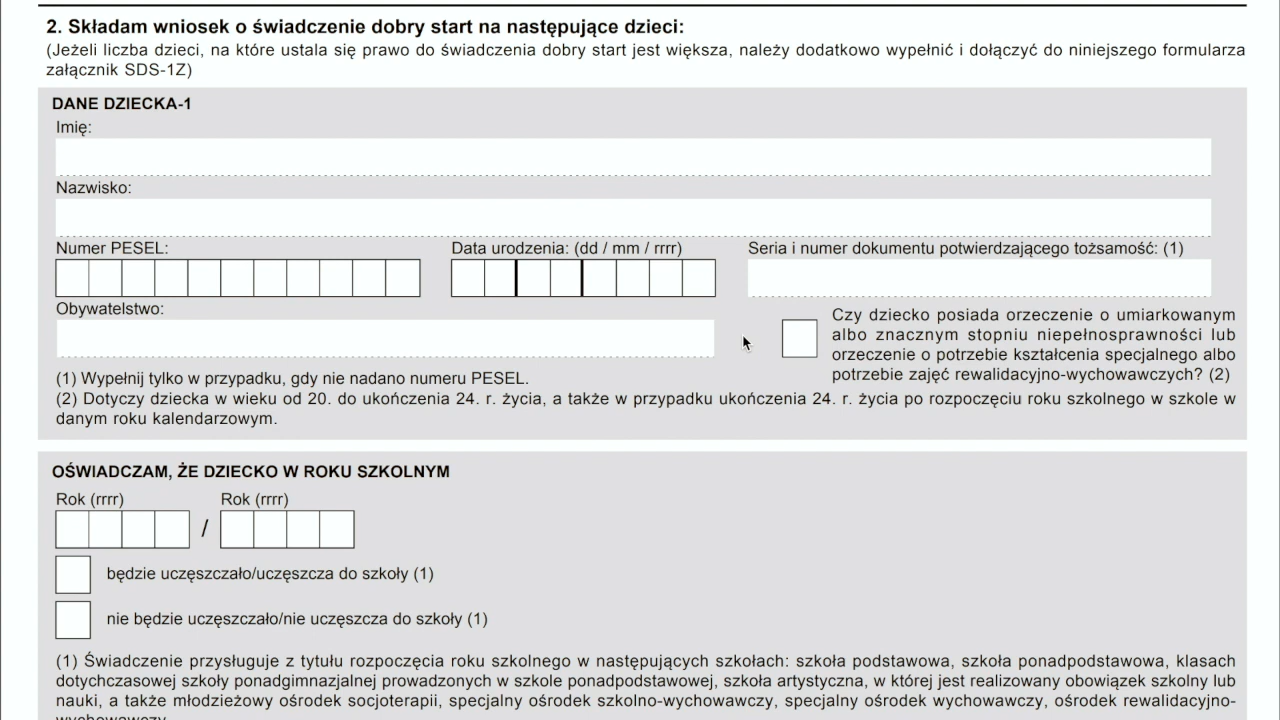 2. Składam wniosek o świadczenie dobry start na następujące dzieci:
(Jeżeli liczba dzieci, na które ustala się prawo do świadczenia dobry start jest większa, należy dodatkowo wypełnić i dołączyć do niniejszego formularza
załącznik SDS-1Z)
DANE DZIECKA-1
Imię:
Nazwisko:
Numer PESEL:
Data urodzenia: (dd / mm / rrrr)
Seria i numer dokumentu potwierdzającego tożsamość: (1)
Obywatelstwo:
Czy dziecko posiada orzeczenie o umiarkowanym
albo znacznym stopniu niepełnosprawności lub
orzeczenie o potrzebie kształcenia specjalnego albo
potrzebie zajęć rewalidacyjno-wychowawczych? (2)
(1) Wypełnij tylko w przypadku, gdy nie nadano numeru PESEL.
(2) Dotyczy dziecka w wieku od 20. do ukończenia 24. r. życia, a także w przypadku ukończenia 24. r. życia po rozpoczęciu roku szkolnego w szkole w
danym roku kalendarzowym.
OŚWIADCZAM, ŻE DZIECKO W ROKU SZKOLNYM
Rok (rrrr)
Rok (rrrr)
/
będzie uczęszczało/uczęszcza do szkoły (1)
nie będzie uczęszczało/nie uczęszcza do szkoły (1)
(1) Świadczenie przysługuje z tytułu rozpoczęcia roku szkolnego w następujących szkołach: szkoła podstawowa, szkoła ponadpodstawowa, klasach
dotychczasowej szkoły ponadgimnazjalnej prowadzonych w szkole ponadpodstawowej, szkoła artystyczna, w której jest realizowany obowiązek szkolny lub
nauki, a także młodzieżowy ośrodek socjoterapii, specjalny ośrodek szkolno-wychowawczy, specjalny ośrodek wychowawczy, ośrodek rewalidacyjno-
wychowawczy.